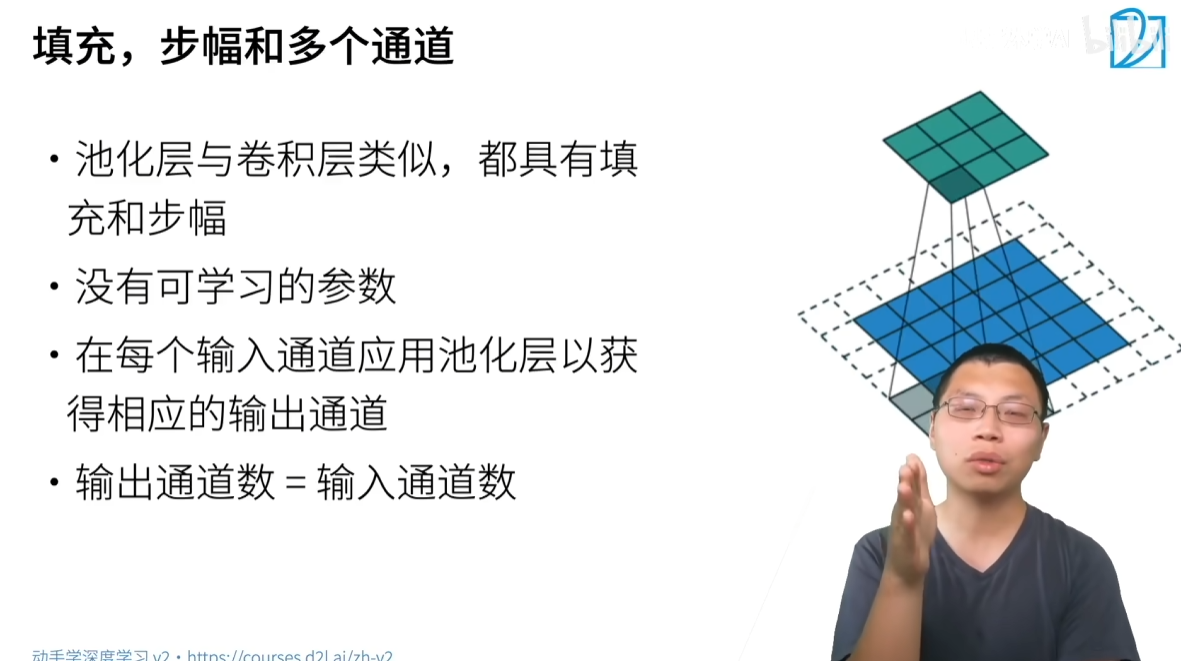 填充，步幅和多个通道
bilibili
• 池化层与卷积层类似，都具有填
充和步幅
• 没有可学习的参数
• 在每个输入通道应用池化层以获
得相应的输出通道
• 输出通道数 = 输入通道数
动手学深度学习 v2 • https://courses.d2l.ai/zh-v2